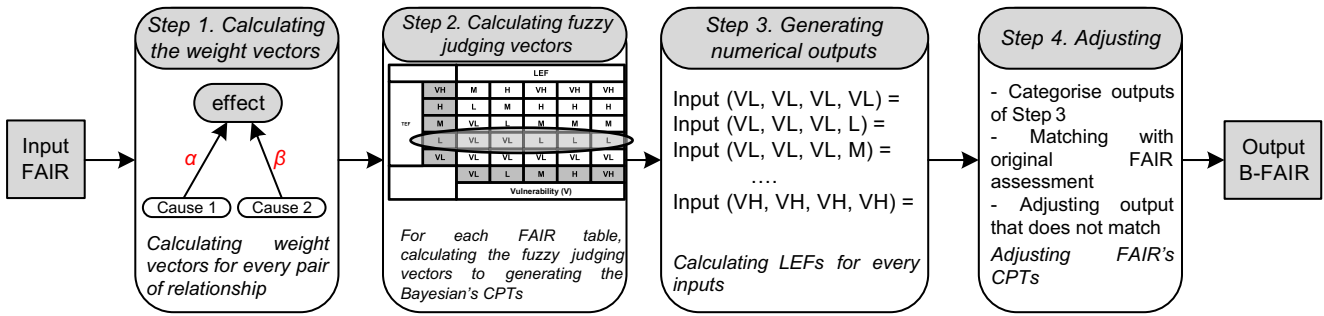 Input
FAIR
Step 1. Calculating
the weight vectors
effect
α
β
Cause 1
Cause 2
Calculating weight
vectors for every pair
of relationship
Step 2. Calculating fuzzy
judging vectors
LEF
VH M H VH VH VH
H L M H H H
TEF M VL L M M M
L VL VL L L L
VL VL VL VL VL VL
VL L M H VH
Vulnerability (V)
For each FAIR table,
calculating the fuzzy judging
vectors to generating the
Bayesian's CPTs
Step 3. Generating
numerical outputs
Input (VL, VL, VL, VL) =
Input (VL, VL, VL, L) =
Input (VL, VL, VL, M) =
....
Input (VH, VH, VH, VH) =
Calculating LEFs for every
inputs
Step 4. Adjusting
- Categorise outputs
of Step 3
- Matching with
original FAIR
assessment
- Adjusting output
that does not match
Adjusting FAIR's
CPTs
Output
B-FAIR